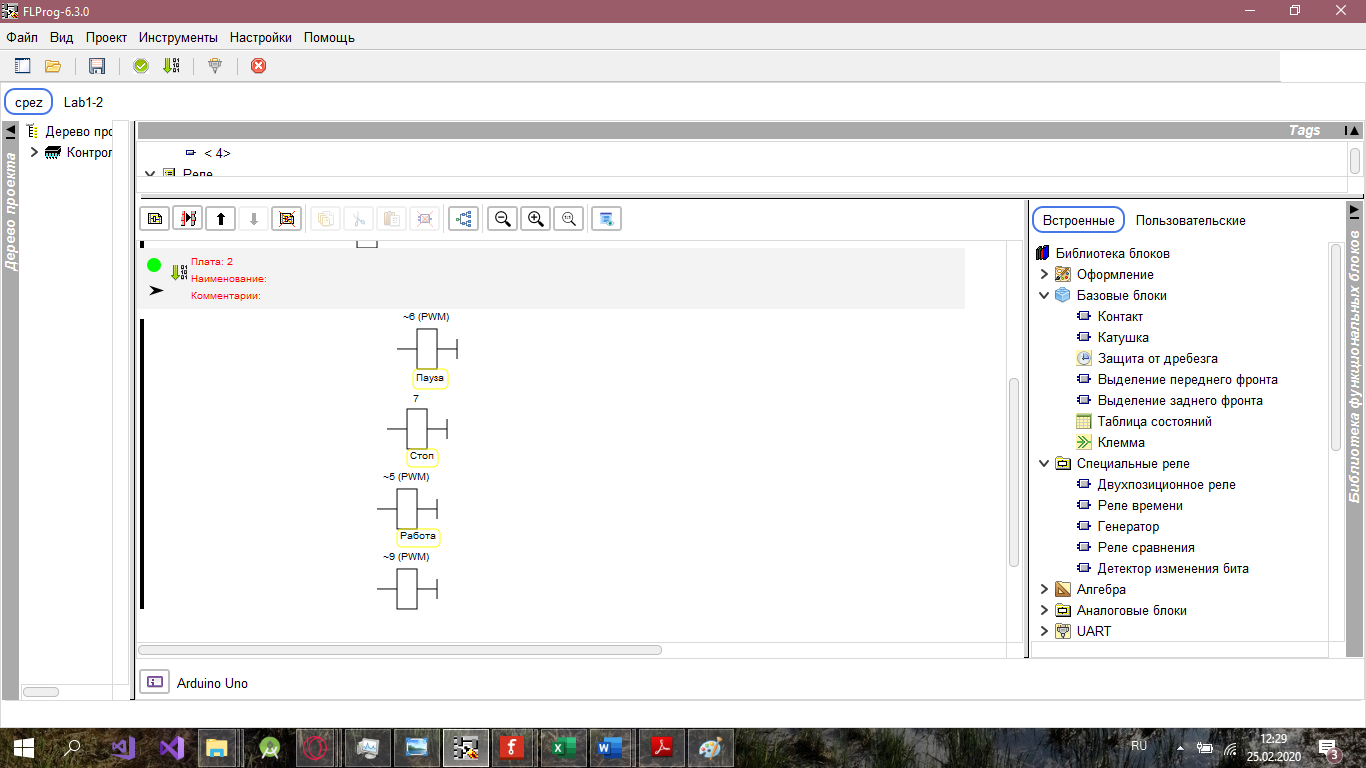 FLProg-6.3.0
Файл Вид Проект Инструменты Настройки Помощь
cpez Lab1-2
Дерево проекта
Дерево про
Контрол
Tags
< 4>
Реле
Встроенные Пользовательские
Плата: 2
Наименование:
Комментарии:
~6 (PWM)
Пауза
7
Стоп
~5 (PWM)
Работа
~9 (PWM)
Библиотека блоков
Оформление
Базовые блоки
Контакт
Катушка
Защита от дребезга
Выделение переднего фронта
Выделение заднего фронта
Таблица состояний
Клемма
Специальные реле
Двухпозиционное реле
Реле времени
Генератор
Реле сравнения
Детектор изменения бита
Алгебра
Аналоговые блоки
UART
Библиотека функциональных блоков
Arduino Uno
RU
12:29
25.02.2020
3